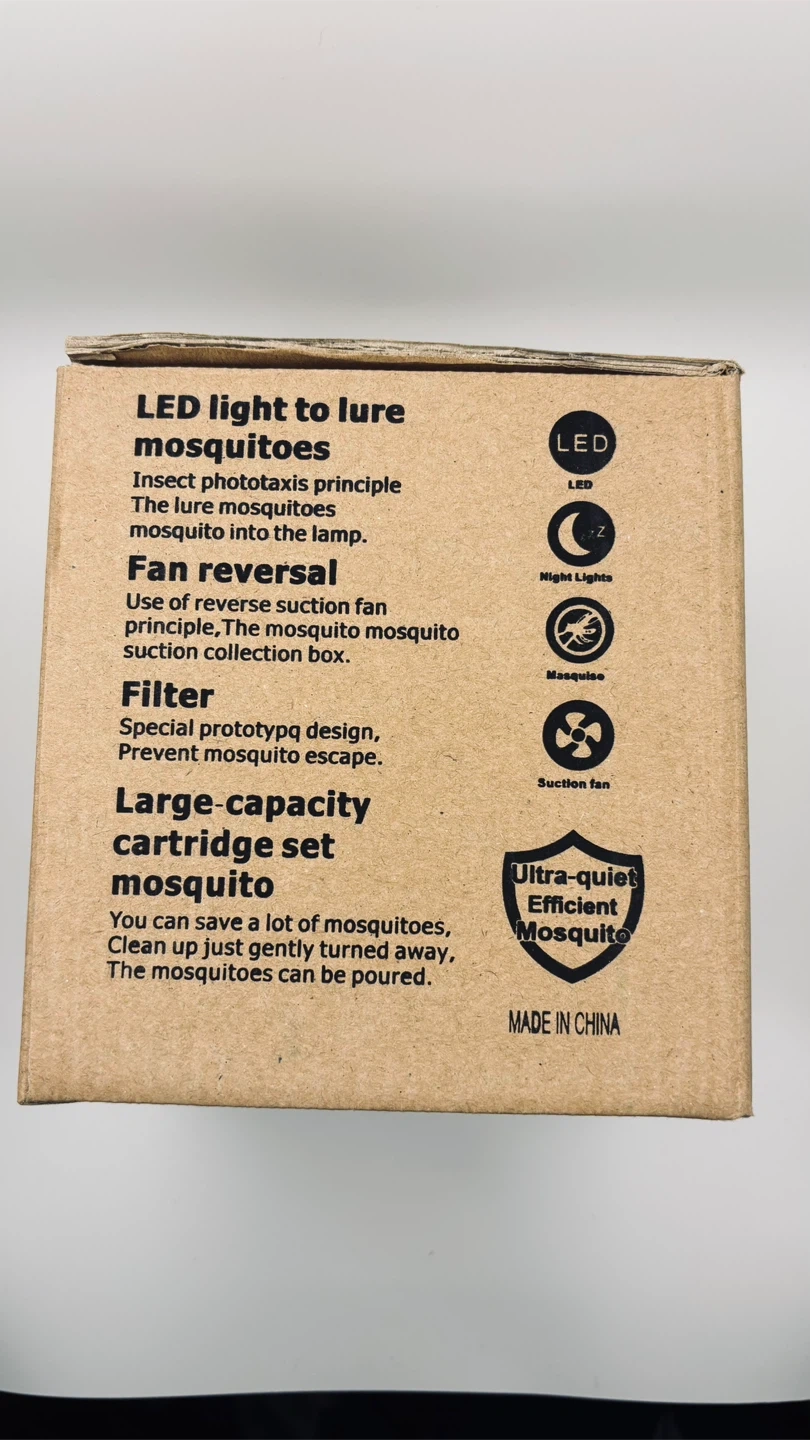 LED light to lure
mosquitoes
Insect phototaxis principle
The lure mosquitoes
mosquito into the lamp.
Fan reversal
Use of reverse suction fan
principle,The mosquito mosquito
suction collection box.
Filter
Special prototypq design,
Prevent mosquito escape.
Large-capacity
cartridge set
mosquito
You can save a lot of mosquitoes,
Clean up just gently turned away,
The mosquitoes can be poured.
LED
LED
z z Z
Night Lights
Masquise
Suction fan
Ultra-quiet
Efficient
Mosquito
MADE IN CHINA